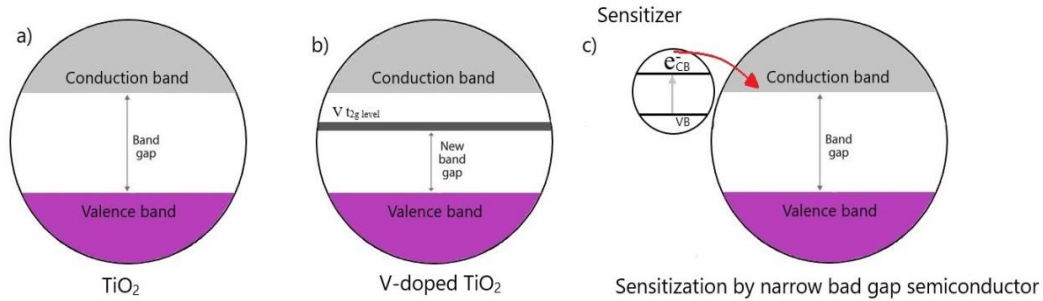 a)
Conduction band
Band
gap
Valence band
TiO₂
b)
Conduction band
V t₂g level
New
band
gap
Valence band
V-doped TiO₂
c)
Sensitizer
e⁻CB
VB
Conduction band
Band
gap
Valence band
Sensitization by narrow bad gap semiconductor